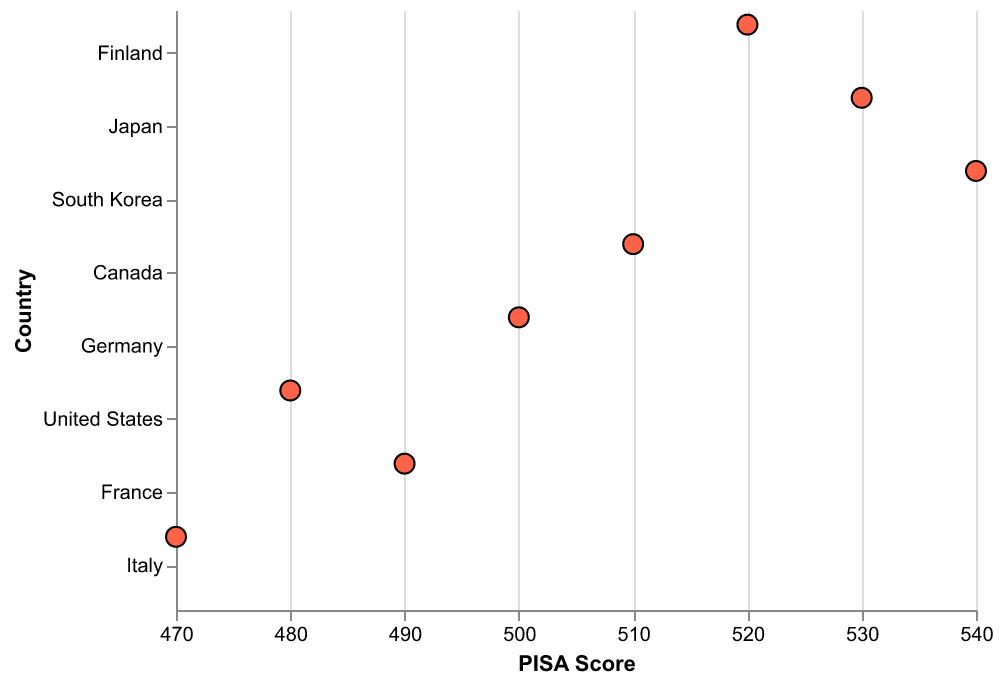 Finland
Japan
South Korea
Canada
Germany
United States
France
Italy
Country
470 480 490 500 510 520 530 540
PISA Score